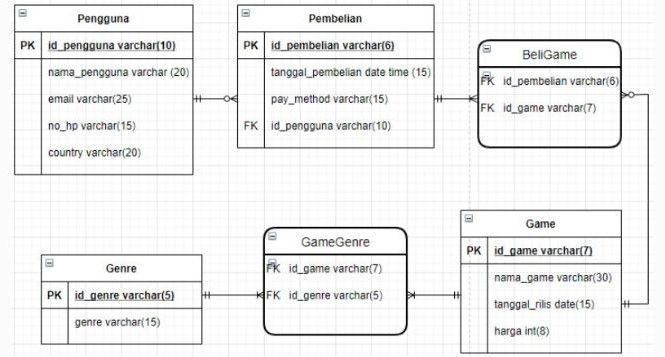 Pengguna
PK id_pengguna varchar(10)
nama_pengguna varchar (20)
email varchar(25)
no_hp varchar(15)
country varchar(20)
Pembelian
PK id_pembelian varchar(6)
tanggal_pembelian date time (15)
pay_method varchar(15)
FK id_pengguna varchar(10)
BeliGame
FK id_pembelian varchar(6)
FK id_game varchar(7)
Genre
PK id_genre varchar(5)
genre varchar(15)
GameGenre
FK id_game varchar(7)
FK id_genre varchar(5)
Game
PK id_game varchar(7)
nama_game varchar(30)
tanggal_rilis date(15)
harga int(8)